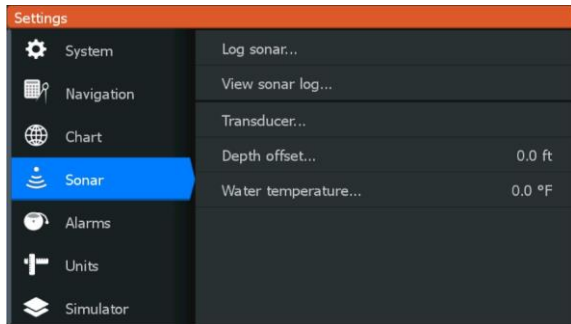 Settings
System
Navigation
Chart
Sonar
Alarms
Units
Simulator
Log sonar...
View sonar log...
Transducer...
Depth offset... 0.0 ft
Water temperature... 0.0 °F